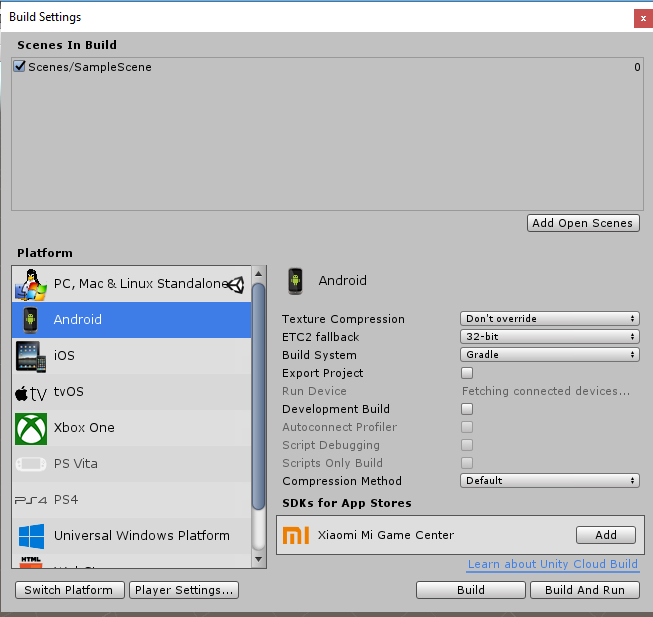 Build Settings
x
Scenes In Build
Scenes/SampleScene 0
Add Open Scenes
Platform
PC, Mac & Linux Standalone
Android
iOS
tv tvOS
Xbox One
PS Vita
PS4 PS4
Universal Windows Platform
HTML
Android
Texture Compression Don't override
ETC2 fallback 32-bit
Build System Gradle
Export Project
Run Device Fetching connected devices...
Development Build
Autoconnect Profiler
Script Debugging
Scripts Only Build
Compression Method Default
SDKs for App Stores
mi Xiaomi Mi Game Center Add
Learn about Unity Cloud Build
Switch Platform Player Settings... Build Build And Run